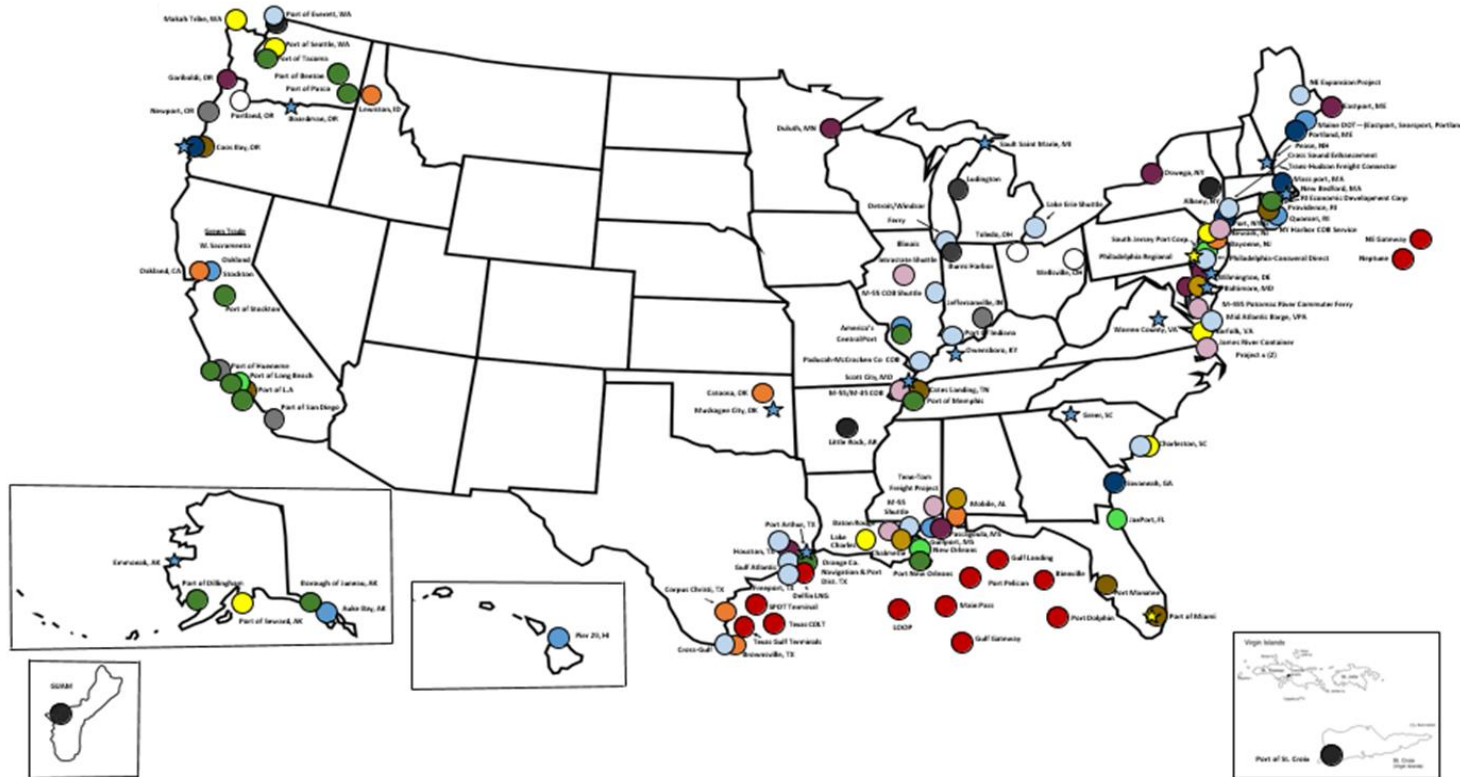 Makah Tribe, WA
Port of Everett, WA
Port of Seattle, WA
Port of Tacoma
Port of Benton
Port of Pasco
Garibaldi, OR
Lewiston, ID
Newport, OR
Portland, OR
Boardman, OR
Coos Bay, OR
W. Sacramento
Oakland, CA
Oakland
Stockton
Port of Stockton
Port of Hueneme
Port of Long Beach
Port of L.A
Port of San Diego
Duluth, MN
Sault Saint Marie, MI
Ludington
Detroit/Windsor
Ferry
Toledo, OH
Lake Erie Shuttle
Illinois
Intrastate Shuttle
Burns Harbor
Wellsville, OH
M-55 COB Shuttle
Jeffersonville, IN
America's
Central Port
Port of Indiana
Owensboro, KY
Paducah-McCracken Co COB
Scott City, MO
M-55/M-45 COB
Cates Landing, TN
Port of Memphis
Catoosa, OK
Muskogee City, OK
Little Rock, AR
NE Expansion Project
Eastport, ME
Maine DOT—(Eastport, Searsport, Portland
Portland, ME
Pease, NH
Cross Sound Enhancement
Trans-Hudson Freight Connector
Oswego, NY
Massport, MA
New Bedford, MA
Albany, NY
RI Economic Development Corp
Providence, RI
Quonset, RI
NY Harbor COB Service
South Jersey Port Corp.
Newark, NJ
Bayonne, NJ
Philadelphia Regional
Philadelphia-Canaveral Direct
NE Gateway
Neptune
Wilmington, DE
Baltimore, MD
M-495 Potomac River Commuter Ferry
Mid Atlantic Barge, VPA
Warren County, VA
Norfolk, VA
James River Container
Project x (2)
Greer, SC
Charleston, SC
Savannah, GA
JaxPort, FL
Tenn-Tom
Freight Project
M-55
Shuttle
Mobile, AL
Baton Rouge
Pascagoula, MS
Gulfport, MS
Lake
Charles
Chalmette
New Orleans
Port New Orleans
Port Arthur, TX
Houston, TX
Orange Co.
Gulf Atlantic
Navigation & Port
Dist. TX
Freeport, TX
Delfin LNG
Corpus Christi, TX
SPOT Terminal
Texas COLT
Texas Gulf Terminals
Cross-Gulf
Brownsville, TX
Gulf Landing
Port Pelican
Bienville
Main Pass
LOOP
Port Dolphin
Gulf Gateway
Port Manatee
Port of Miami
Emmonak, AK
Port of Dillingham
Borough of Juneau, AK
Port of Seward, AK
Auke Bay, AK
Pier 29, HI
GUAM
Virgin Islands
Port of St. Croix